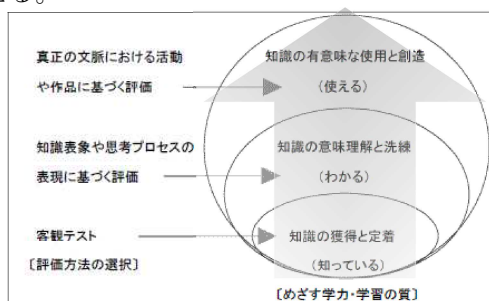 る。
真正の文脈における活動
や作品に基づく評価
知識の有意味な使用と創造
(使える)
知識表象や思考プロセスの
表現に基づく評価
知識の意味理解と洗練
(わかる)
客観テスト
知識の獲得と定着
(知っている)
〔評価方法の選択〕
〔めざす学力・学習の質〕